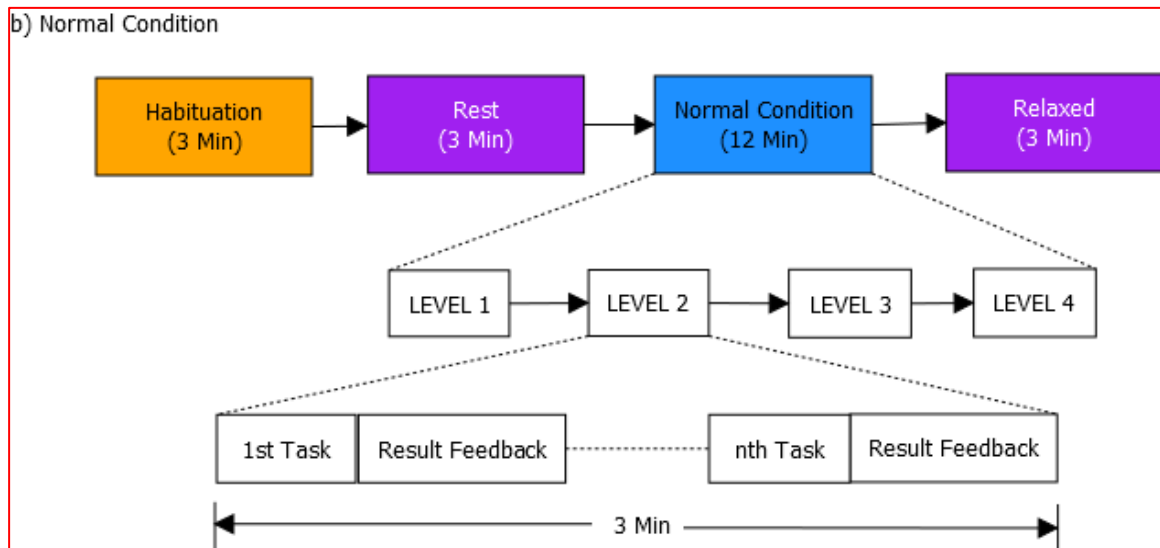 b) Normal Condition
Habituation
(3 Min)
Rest
(3 Min)
Normal Condition
(12 Min)
Relaxed
(3 Min)
LEVEL 1
LEVEL 2
LEVEL 3
LEVEL 4
1st Task
Result Feedback
nth Task
Result Feedback
3 Min